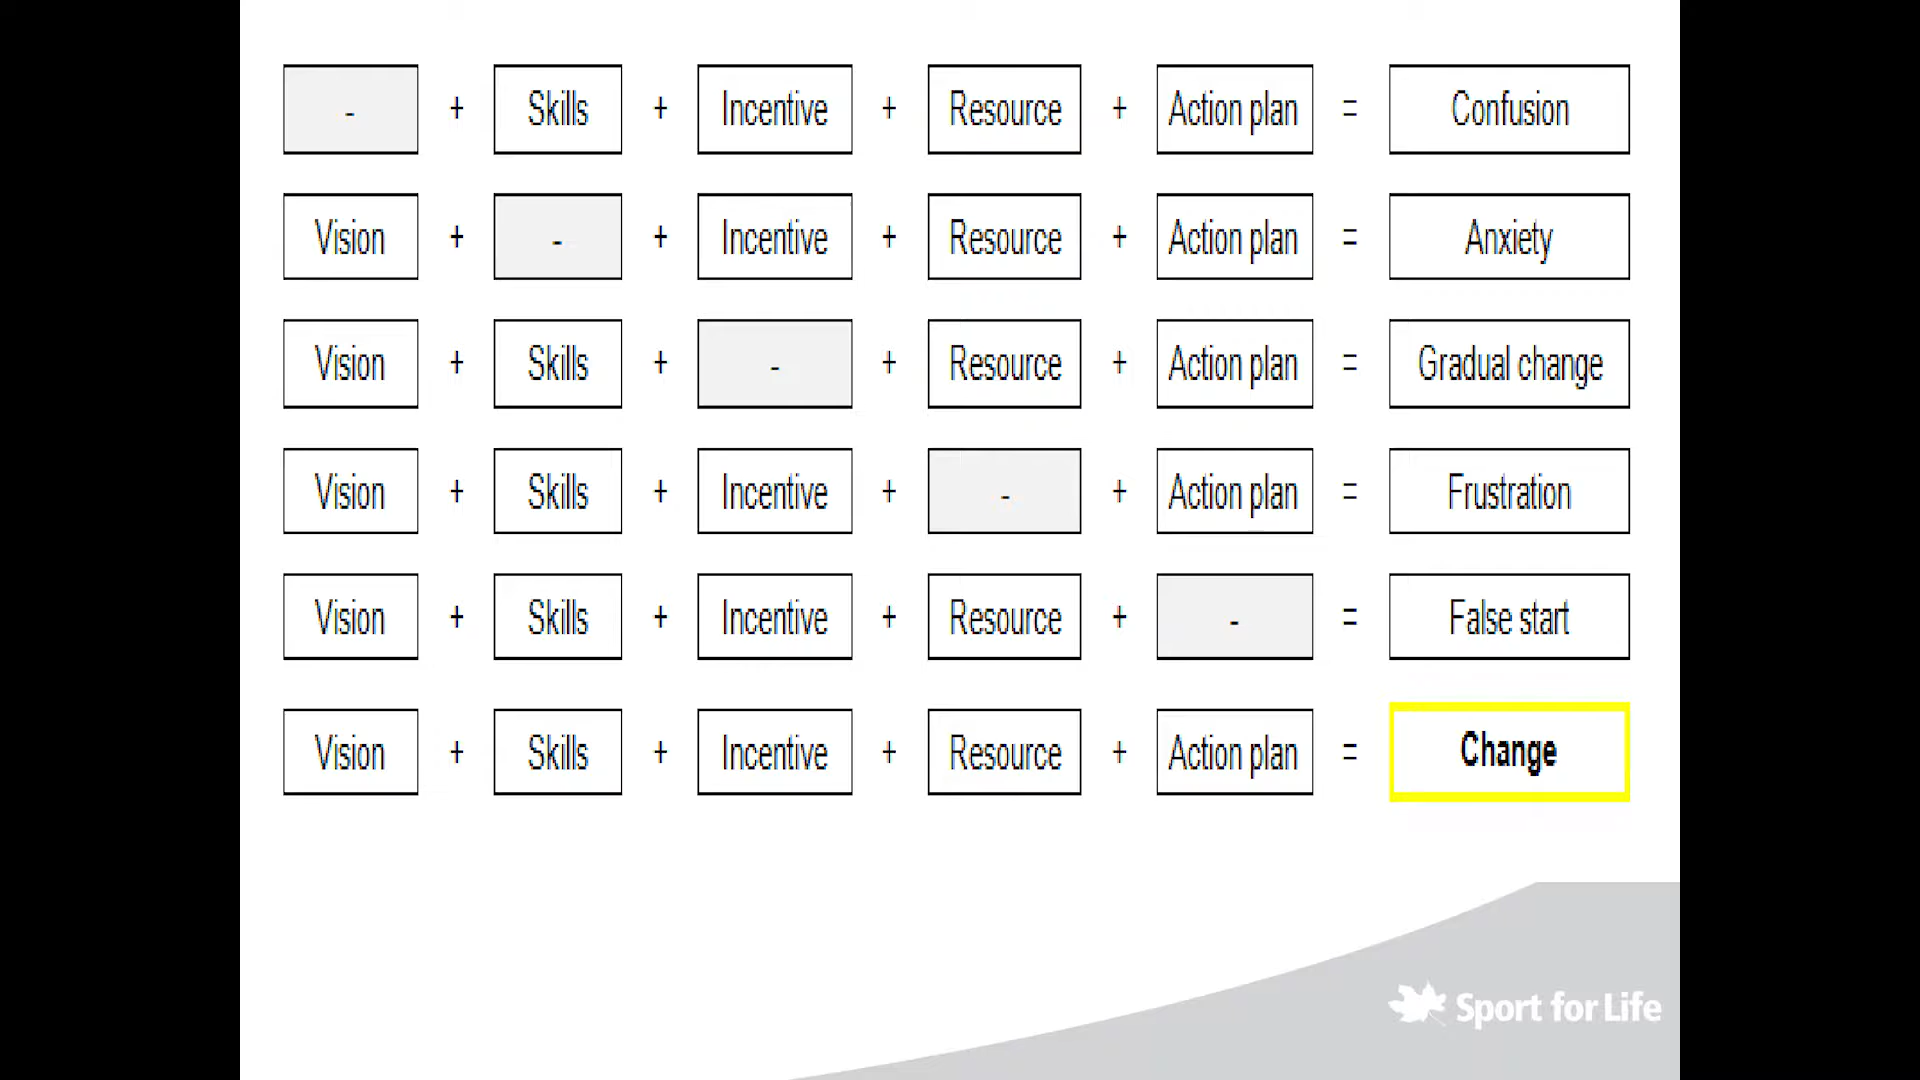 - + Skills + Incentive + Resource + Action plan = Confusion
Vision + - + Incentive + Resource + Action plan = Anxiety
Vision + Skills + - + Resource + Action plan = Gradual change
Vision + Skills + Incentive + - + Action plan = Frustration
Vision + Skills + Incentive + Resource + - = False start
Vision + Skills + Incentive + Resource + Action plan = Change
Sport for Life